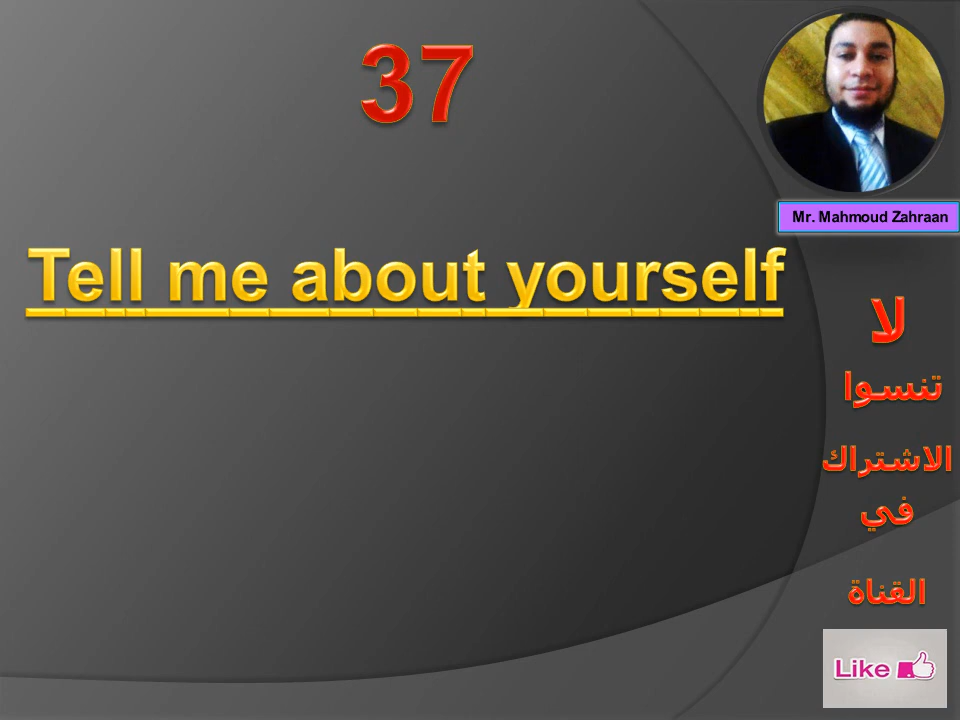 37
Tell me about yourself
Mr. Mahmoud Zahraan
لا
تنسوا
الاشتراك
في
القناة
Like